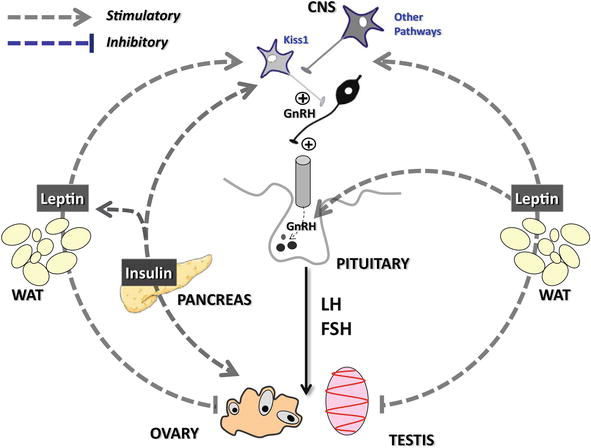 Stimulatory
Inhibitory
CNS
Other
Pathways
Kiss1
+
GnRH
+
Leptin
Leptin
GnRH
WAT
Insulin
PANCREAS
PITUITARY
WAT
LH
FSH
OVARY
TESTIS